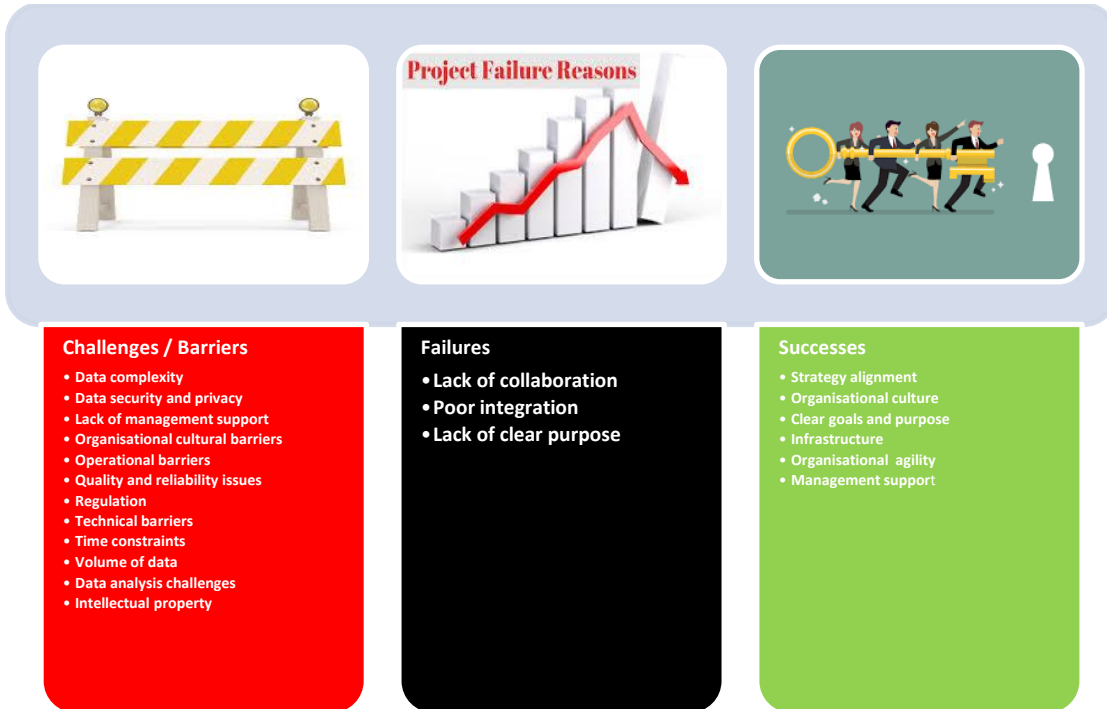 Project Failure Reasons
Challenges / Barriers
• Data complexity
• Data security and privacy
• Lack of management support
• Organisational cultural barriers
• Operational barriers
• Quality and reliability issues
• Regulation
• Technical barriers
• Time constraints
• Volume of data
• Data analysis challenges
• Intellectual property
Failures
• Lack of collaboration
• Poor integration
• Lack of clear purpose
Successes
• Strategy alignment
• Organisational culture
• Clear goals and purpose
• Infrastructure
• Organisational agility
• Management support